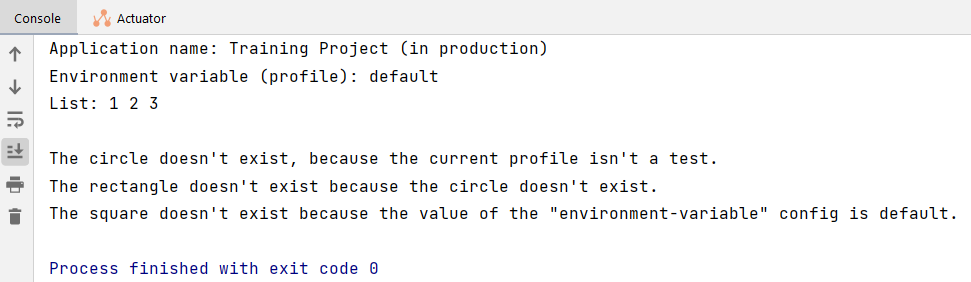 Console
Actuator
Application name: Training Project (in production)
Environment variable (profile): default
List: 1 2 3
The circle doesn't exist, because the current profile isn't a test.
The rectangle doesn't exist because the circle doesn't exist.
The square doesn't exist because the value of the "environment-variable" config is default.
Process finished with exit code 0